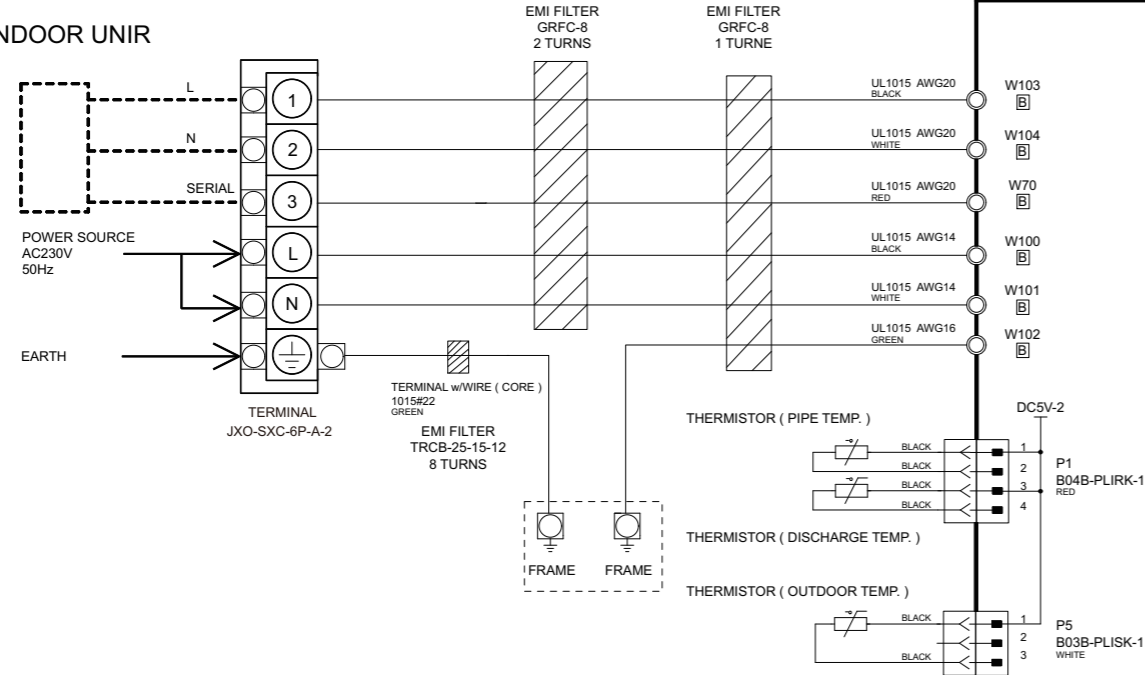 NDOOR UNIR
EMI FILTER
GRFC-8
2 TURNS
EMI FILTER
GRFC-8
1 TURNE
L
N
SERIAL
POWER SOURCE
AC230V
50Hz
EARTH
1
2
3
L
N
TERMINAL
JXO-SXC-6P-A-2
TERMINAL w/WIRE ( CORE )
1015#22
GREEN
EMI FILTER
TRCB-25-15-12
8 TURNS
FRAME
FRAME
UL1015 AWG20
BLACK
W103
B
UL1015 AWG20
WHITE
W104
B
UL1015 AWG20
RED
W70
B
UL1015 AWG14
BLACK
W100
B
UL1015 AWG14
WHITE
W101
B
UL1015 AWG16
GREEN
W102
B
DC5V-2
THERMISTOR ( PIPE TEMP. )
BLACK
BLACK
BLACK
BLACK
1
2
3
4
P1
B04B-PLIRK-1
RED
THERMISTOR ( DISCHARGE TEMP. )
THERMISTOR ( OUTDOOR TEMP. )
BLACK
BLACK
1
2
3
P5
B03B-PLISK-1
WHITE